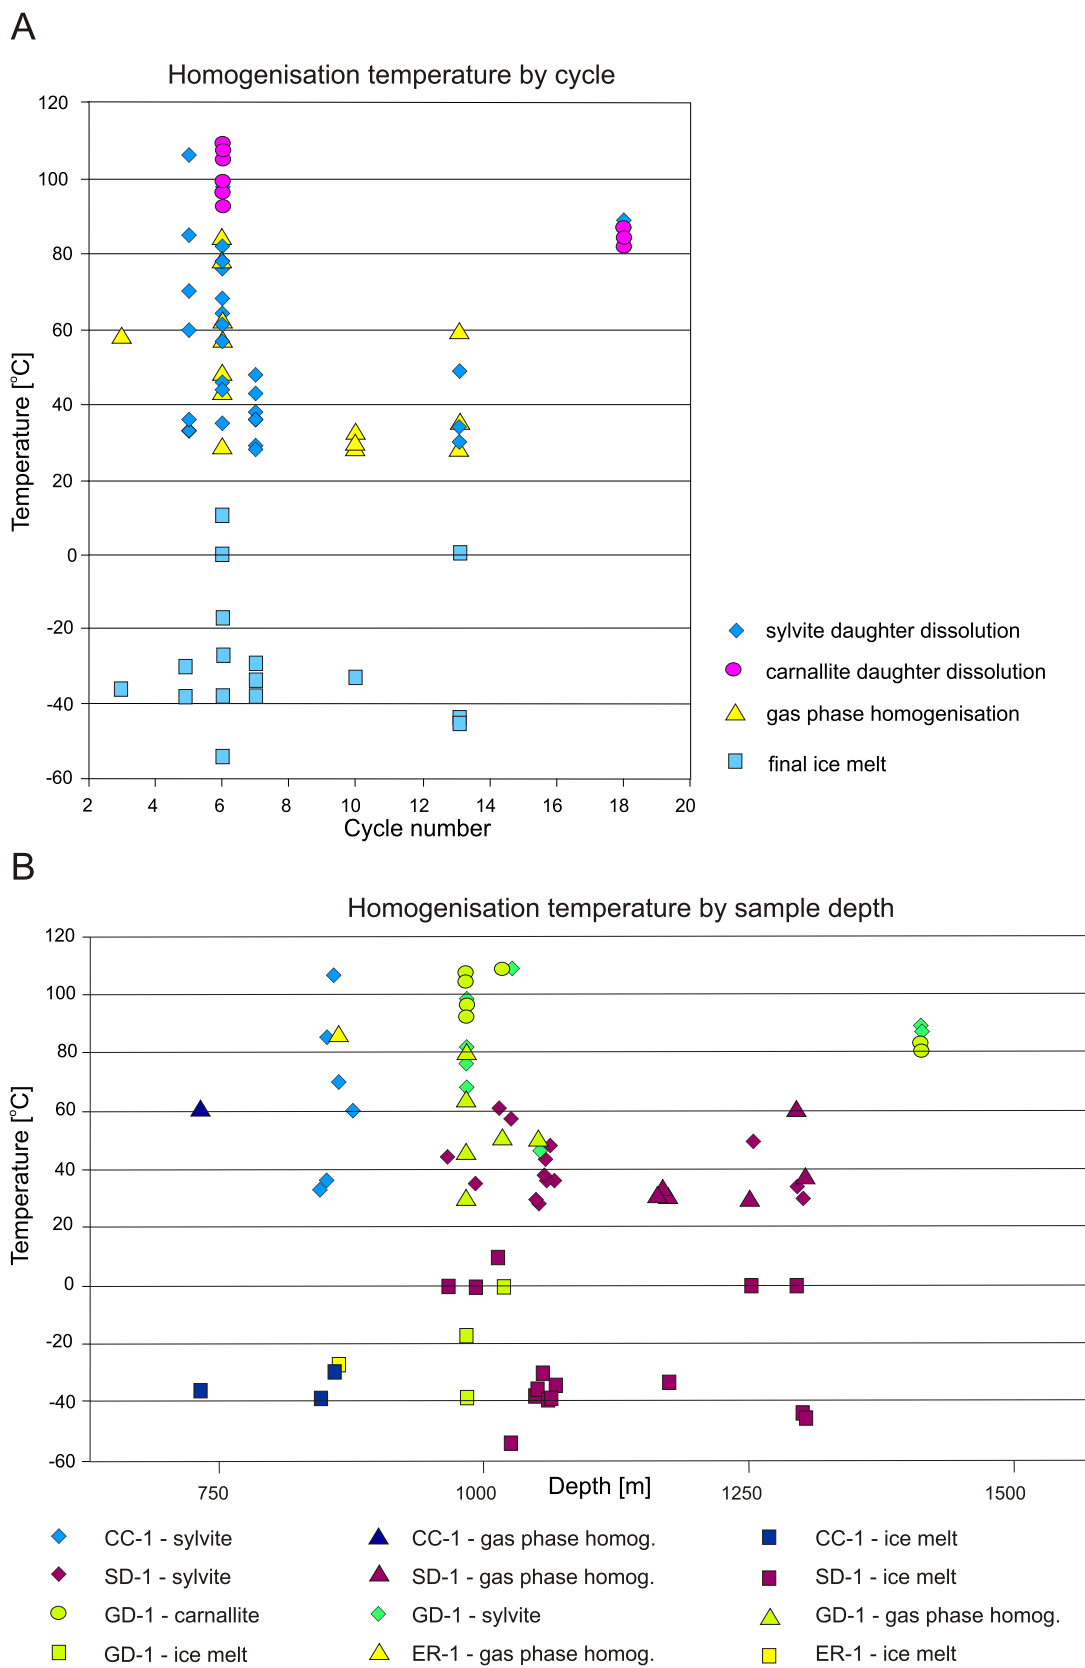 A
Homogenisation temperature by cycle
120
100
80
60
40
20
0
-20
-40
-60
Temperature [°C]
2 4 6 8 10 12 14 16 18 20
Cycle number
sylvite daughter dissolution
carnallite daughter dissolution
gas phase homogenisation
final ice melt
B
Homogenisation temperature by sample depth
120
100
80
60
40
20
0
-20
-40
-60
Temperature [°C]
750 1000 1250 1500
Depth [m]
CC-1 - sylvite CC-1 - gas phase homog. CC-1 - ice melt
SD-1 - sylvite SD-1 - gas phase homog. SD-1 - ice melt
GD-1 - carnallite GD-1 - sylvite GD-1 - gas phase homog.
GD-1 - ice melt ER-1 - gas phase homog. ER-1 - ice melt